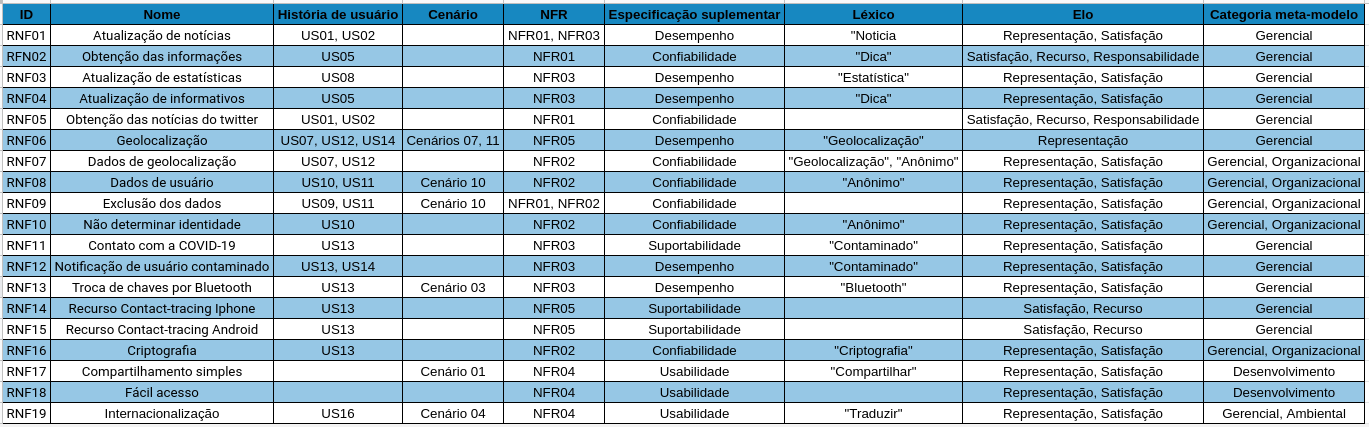 ID Nome História de usuário Cenário NFR Especificação suplementar Léxico Elo Categoria meta-modelo
RNF01 Atualização de notícias US01, US02 NFR01, NFR03 Desempenho "Noticia Representação, Satisfação Gerencial
RFN02 Obtenção das informações US05 NFR01 Confiabilidade "Dica" Satisfação, Recurso, Responsabilidade Gerencial
RNF03 Atualização de estatísticas US08 NFR03 Desempenho "Estatística" Representação, Satisfação Gerencial
RNF04 Atualização de informativos US05 NFR03 Desempenho "Dica" Representação, Satisfação Gerencial
RNF05 Obtenção das notícias do twitter US01, US02 NFR01 Confiabilidade Satisfação, Recurso, Responsabilidade Gerencial
RNF06 Geolocalização US07, US12, US14 Cenários 07, 11 NFR05 Desempenho "Geolocalização" Representação Gerencial
RNF07 Dados de geolocalização US07, US12 NFR02 Confiabilidade "Geolocalização", "Anônimo" Representação, Satisfação Gerencial, Organizacional
RNF08 Dados de usuário US10, US11 Cenário 10 NFR02 Confiabilidade "Anônimo" Representação, Satisfação Gerencial, Organizacional
RNF09 Exclusão dos dados US09, US11 Cenário 10 NFR01, NFR02 Confiabilidade Representação, Satisfação Gerencial, Organizacional
RNF10 Não determinar identidade US10 NFR02 Confiabilidade "Anônimo" Representação, Satisfação Gerencial, Organizacional
RNF11 Contato com a COVID-19 US13 NFR03 Suportabilidade "Contaminado" Representação, Satisfação Gerencial
RNF12 Notificação de usuário contaminado US13, US14 NFR03 Desempenho "Contaminado" Representação, Satisfação Gerencial
RNF13 Troca de chaves por Bluetooth US13 Cenário 03 NFR03 Desempenho "Bluetooth" Representação, Satisfação Gerencial
RNF14 Recurso Contact-tracing Iphone US13 NFR05 Suportabilidade Satisfação, Recurso Gerencial
RNF15 Recurso Contact-tracing Android US13 NFR05 Suportabilidade Satisfação, Recurso Gerencial
RNF16 Criptografia US13 NFR02 Confiabilidade "Criptografia" Representação, Satisfação Gerencial, Organizacional
RNF17 Compartilhamento simples Cenário 01 NFR04 Usabilidade "Compartilhar" Representação, Satisfação Desenvolvimento
RNF18 Fácil acesso NFR04 Usabilidade Representação, Satisfação Desenvolvimento
RNF19 Internacionalização US16 Cenário 04 NFR04 Usabilidade "Traduzir" Representação, Satisfação Gerencial, Ambiental